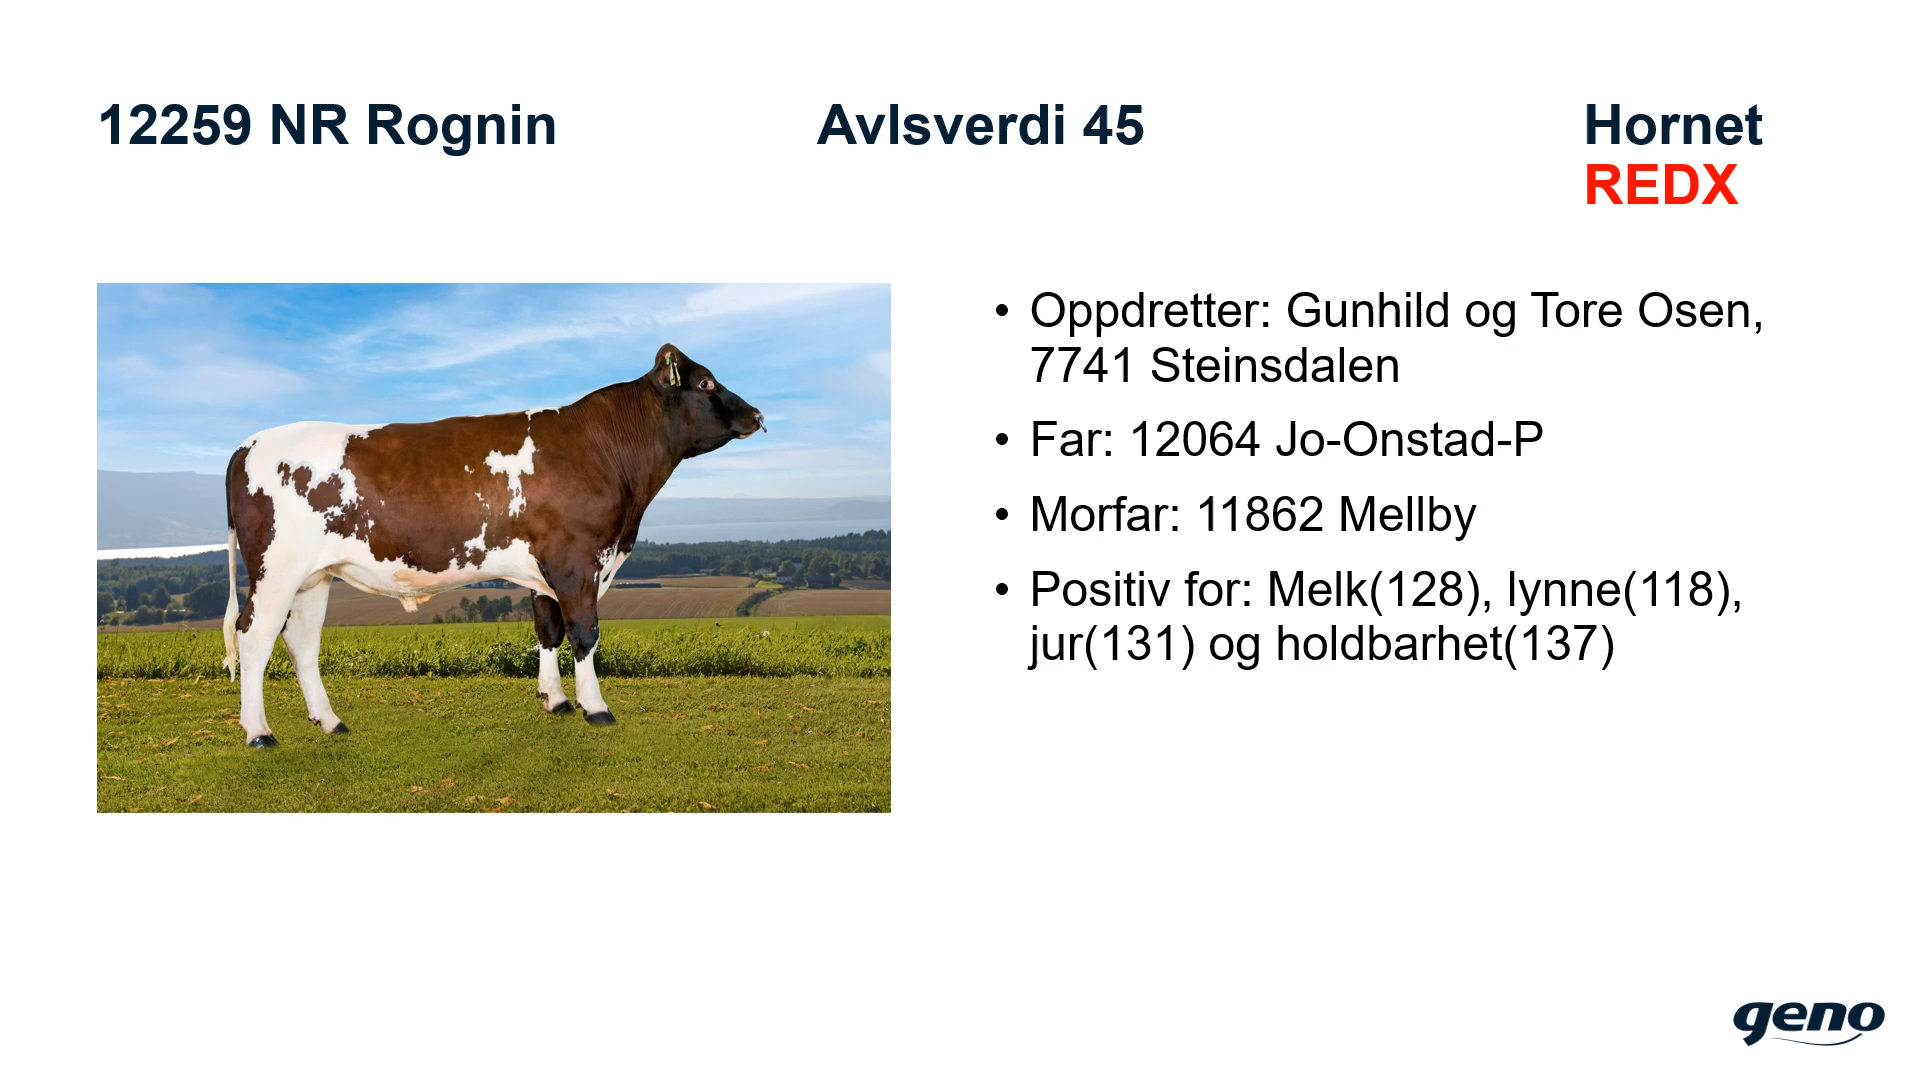 12259 NR Rognin Avlsverdi 45 Hornet
REDX
• Oppdretter: Gunhild og Tore Osen,
7741 Steinsdalen
• Far: 12064 Jo-Onstad-P
• Morfar: 11862 Mellby
• Positiv for: Melk(128), lynne(118),
jur(131) og holdbarhet(137)
geno